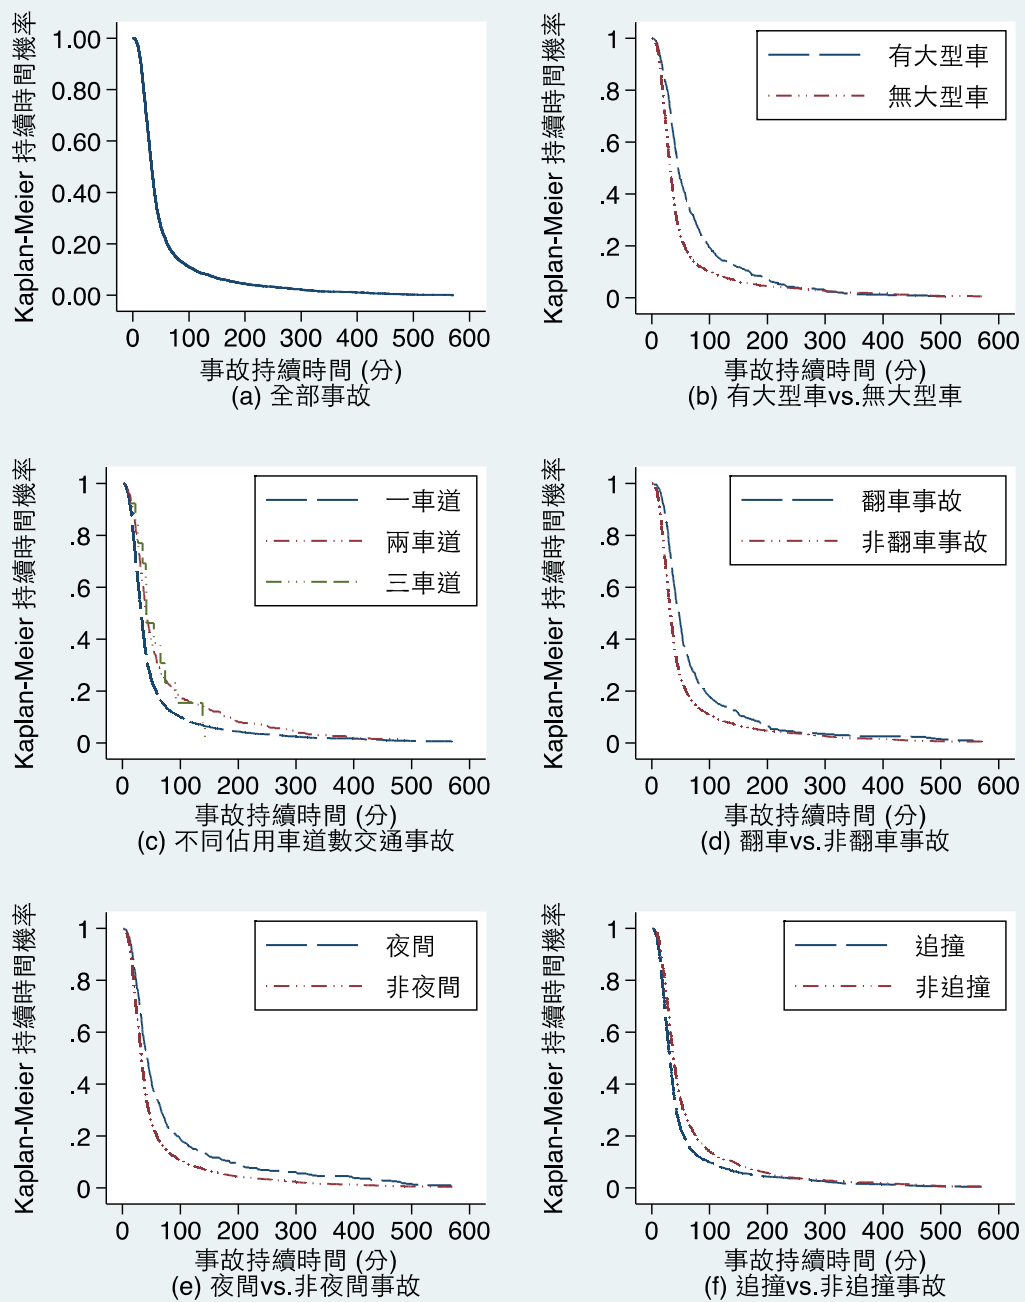 Kaplan-Meier 持續時間機率
1.00
0.80
0.60
0.40
0.20
0.00
0 100 200 300 400 500 600
事故持續時間 (分)
(a) 全部事故
Kaplan-Meier 持續時間機率
1
.8
.6
.4
.2
0
有大型車
無大型車
0 100 200 300 400 500 600
事故持續時間 (分)
(b) 有大型車vs.無大型車
Kaplan-Meier 持續時間機率
1
.8
.6
.4
.2
0
一車道
兩車道
三車道
0 100 200 300 400 500 600
事故持續時間 (分)
(c) 不同佔用車道數交通事故
Kaplan-Meier 持續時間機率
1
.8
.6
.4
.2
0
翻車事故
非翻車事故
0 100 200 300 400 500 600
事故持續時間 (分)
(d) 翻車vs.非翻車事故
Kaplan-Meier 持續時間機率
1
.8
.6
.4
.2
0
夜間
非夜間
0 100 200 300 400 500 600
事故持續時間 (分)
(e) 夜間vs.非夜間事故
Kaplan-Meier 持續時間機率
1
.8
.6
.4
.2
0
追撞
非追撞
0 100 200 300 400 500 600
事故持續時間 (分)
(f) 追撞vs.非追撞事故